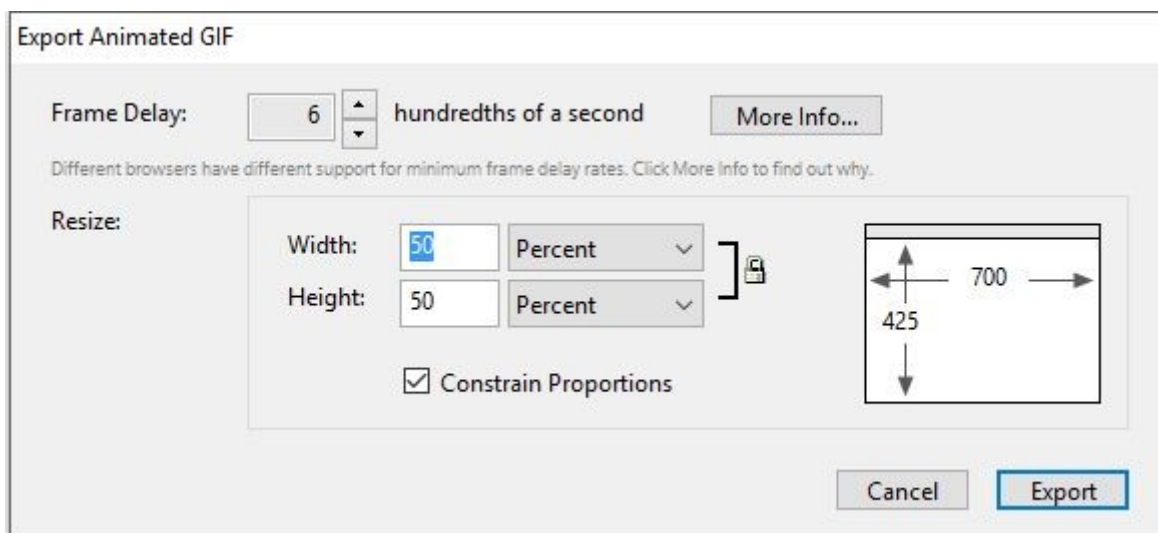 Export Animated GIF
Frame Delay: 6 hundredths of a second More Info...
Different browsers have different support for minimum frame delay rates. Click More Info to find out why.
Resize:
Width: 50 Percent
Height: 50 Percent
Constrain Proportions
700
425
Cancel Export